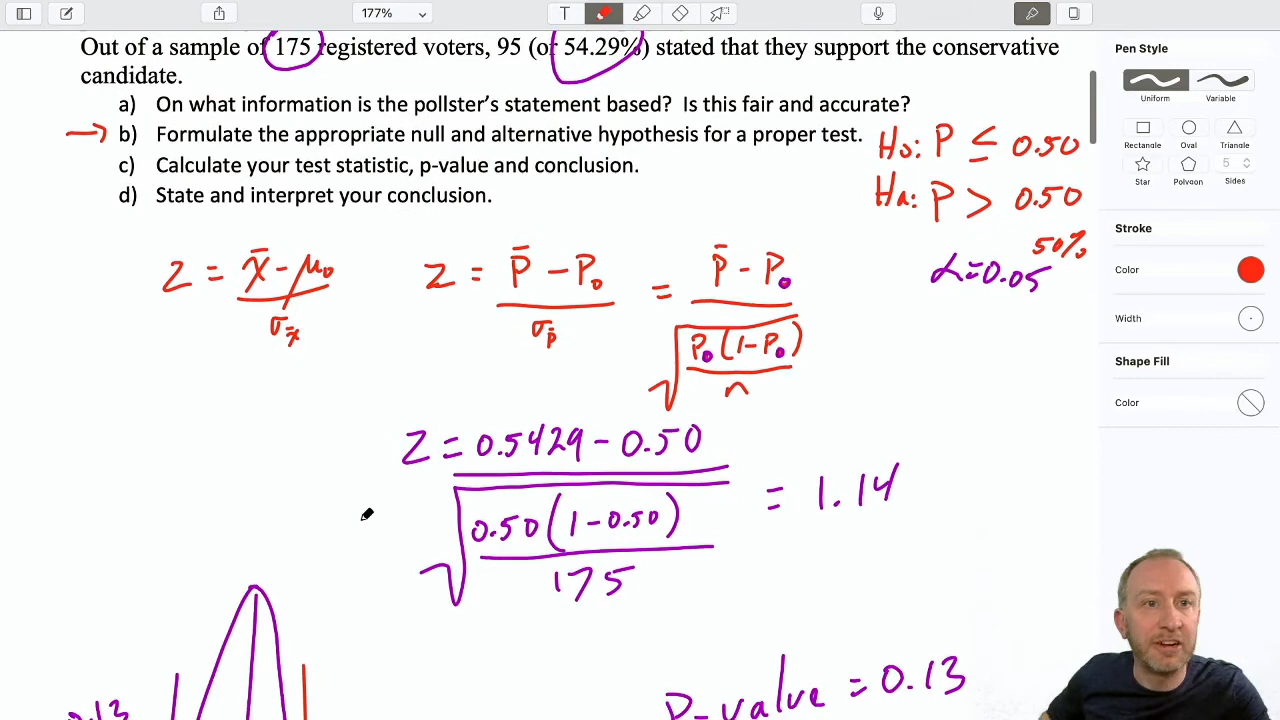 177%
T
Out of a sample of 175 registered voters, 95 (or 54.29%) stated that they support the conservative
candidate.
a) On what information is the pollster's statement based? Is this fair and accurate?
b) Formulate the appropriate null and alternative hypothesis for a proper test.
c) Calculate your test statistic, p-value and conclusion.
d) State and interpret your conclusion.
Ho: P ≤ 0.50
Ha: P > 0.50
50%
α=0.05
Z = x̄ - μ₀ / σx̄
Z = p̄ - P₀ / σp̄ = p̄ - P₀ / √(P₀(1-P₀) / n)
Z = 0.5429 - 0.50 / √(0.50(1-0.50) / 175) = 1.14
P-value = 0.13
0.13
Pen Style
Uniform Variable
Rectangle Oval Triangle
Star Polygon 5 Sides
Stroke
Color
Width
Shape Fill
Color